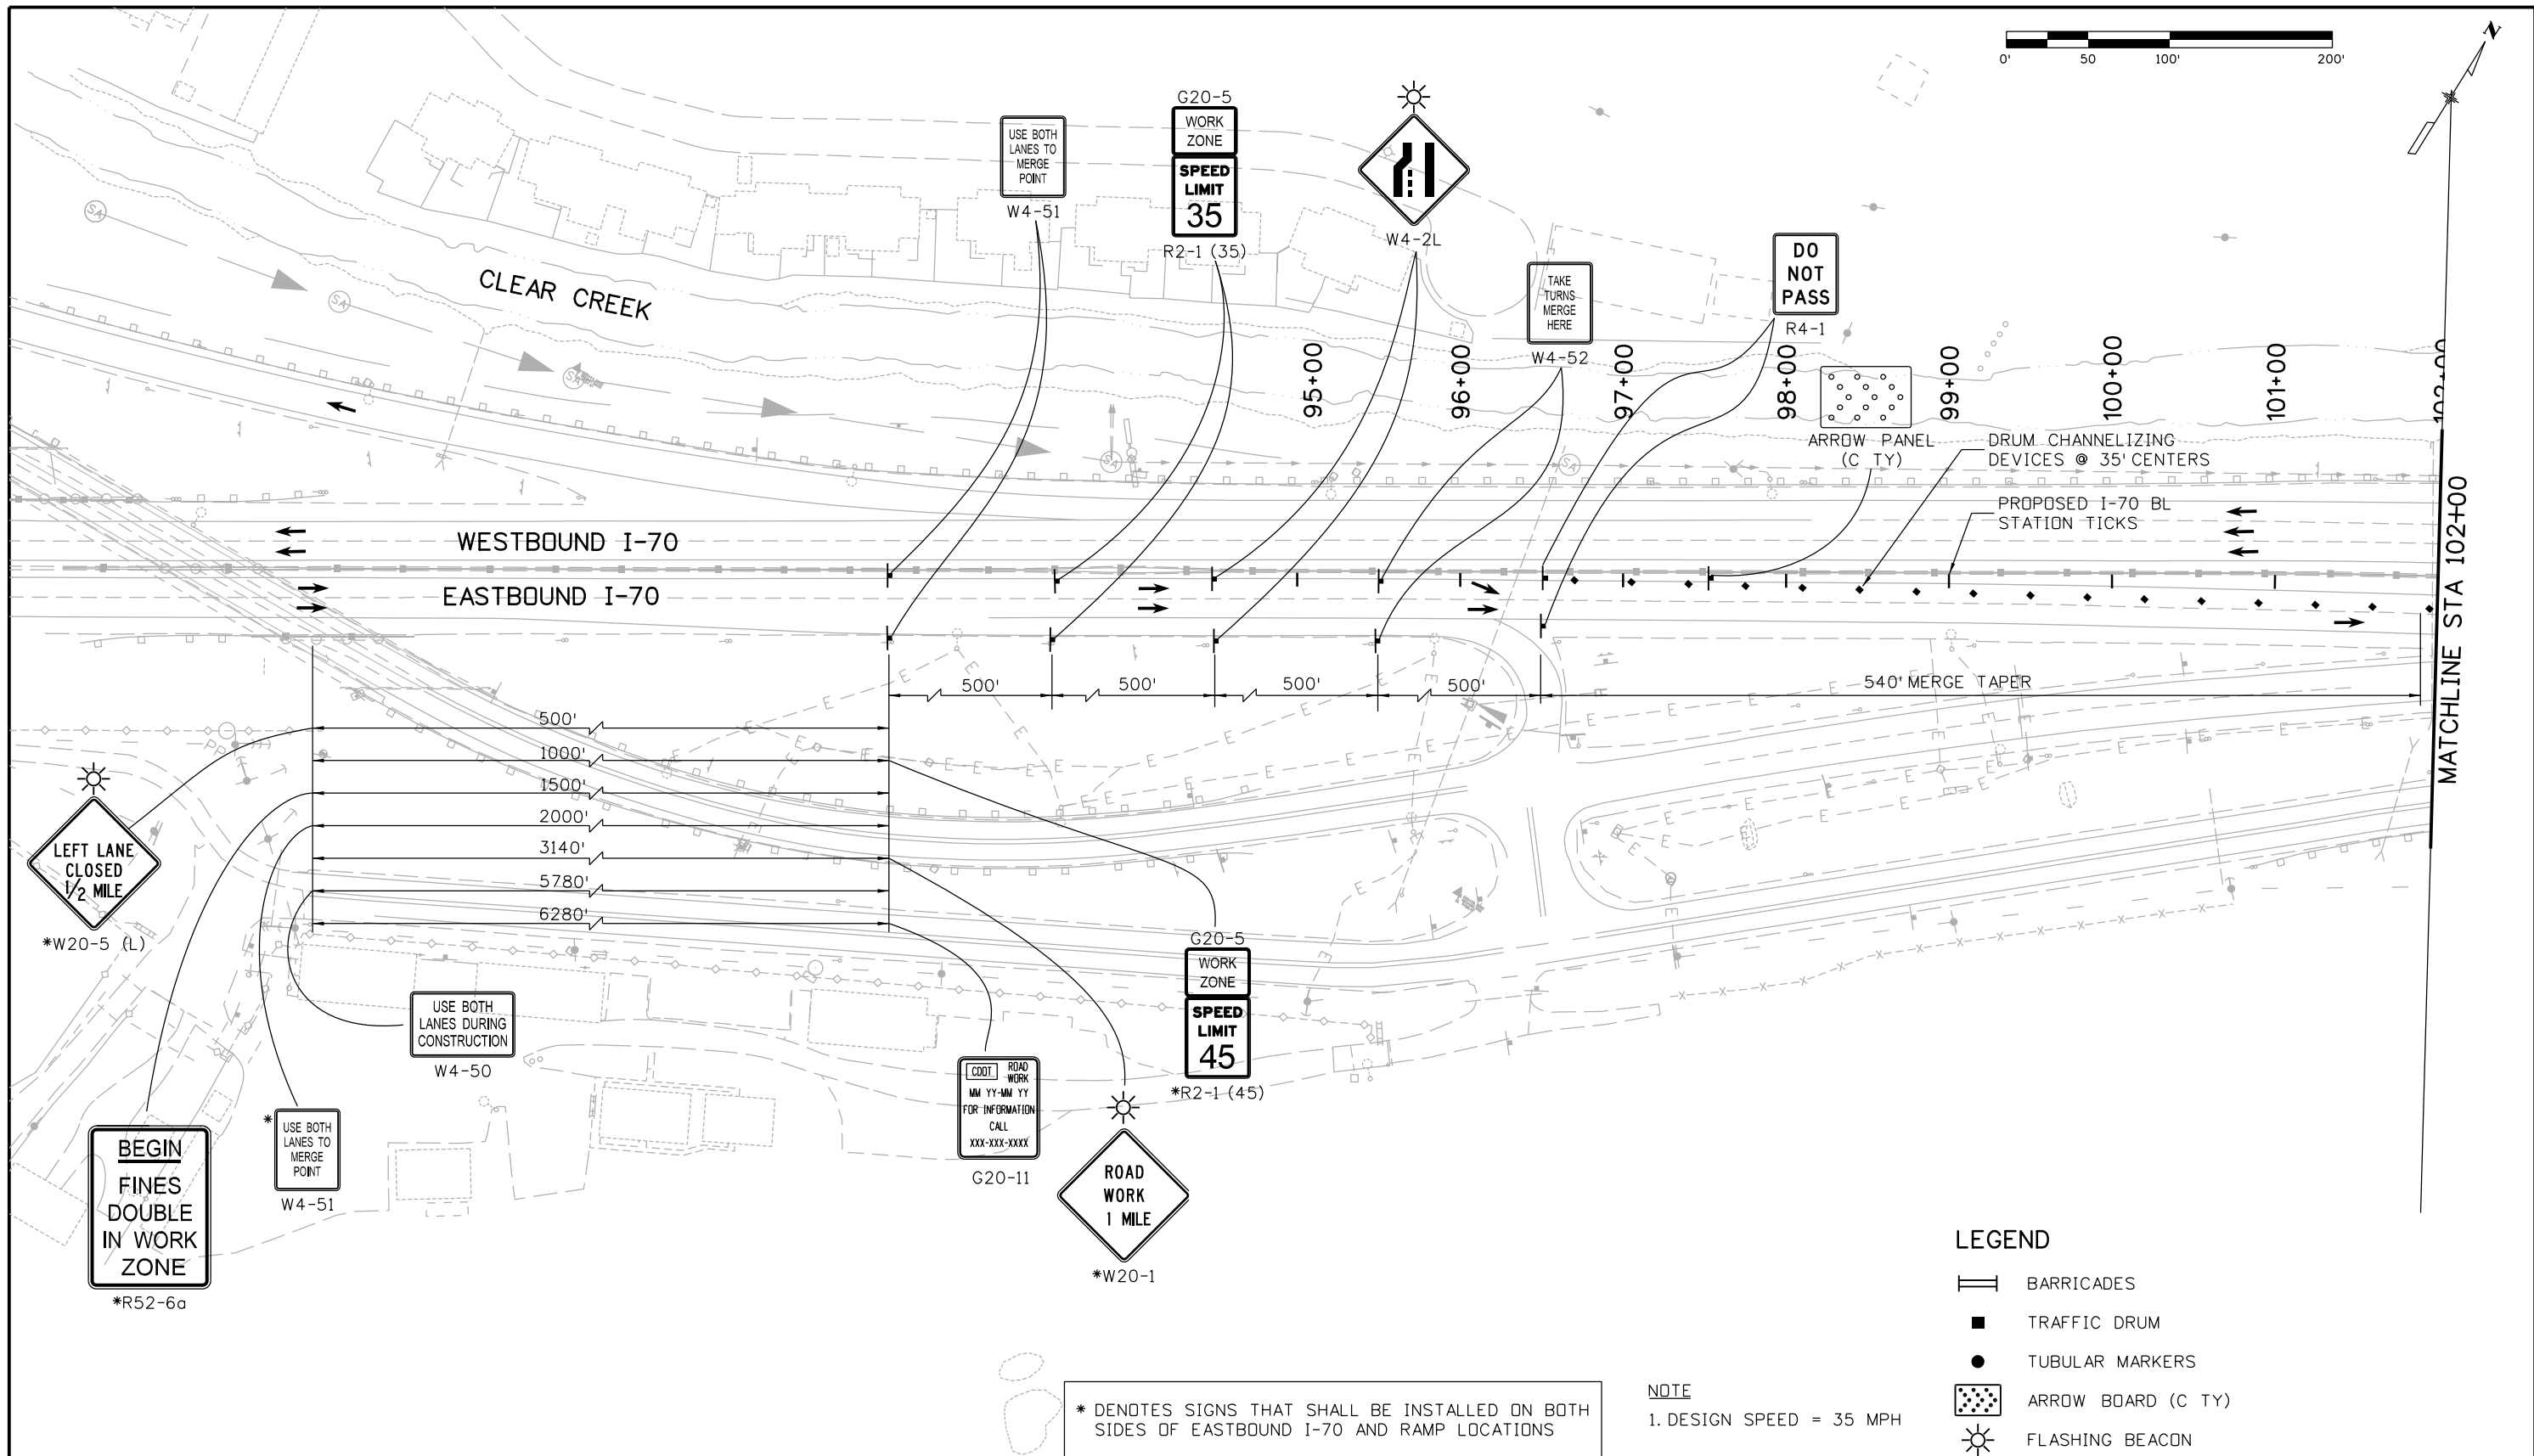 0' 50 100' 200'
N
USE BOTH
LANES TO
MERGE
POINT
W4-51
G20-5
WORK
ZONE
SPEED
LIMIT
35
R2-1 (35)
W4-2L
TAKE
TURNS
MERGE
HERE
W4-52
DO
NOT
PASS
R4-1
CLEAR CREEK
95+00
96+00
97+00
98+00
99+00
100+00
101+00
102+00
ARROW PANEL
(C TY)
DRUM CHANNELIZING
DEVICES @ 35' CENTERS
PROPOSED I-70 BL
STATION TICKS
WESTBOUND I-70
EASTBOUND I-70
MATCHLINE STA 102+00
500' 500' 500' 500' 540' MERGE TAPER
500'
1000'
1500'
2000'
3140'
5780'
6280'
LEFT LANE
CLOSED
1/2 MILE
*W20-5 (L)
BEGIN
FINES
DOUBLE
IN WORK
ZONE
*R52-6a
*
USE BOTH
LANES TO
MERGE
POINT
W4-51
USE BOTH
LANES DURING
CONSTRUCTION
W4-50
CDOT ROAD
WORK
MM YY-MM YY
FOR INFORMATION
CALL
XXX-XXX-XXXX
G20-11
ROAD
WORK
1 MILE
*W20-1
G20-5
WORK
ZONE
SPEED
LIMIT
45
*R2-1 (45)
* DENOTES SIGNS THAT SHALL BE INSTALLED ON BOTH
SIDES OF EASTBOUND I-70 AND RAMP LOCATIONS
NOTE
1. DESIGN SPEED = 35 MPH
LEGEND
BARRICADES
TRAFFIC DRUM
TUBULAR MARKERS
ARROW BOARD (C TY)
FLASHING BEACON